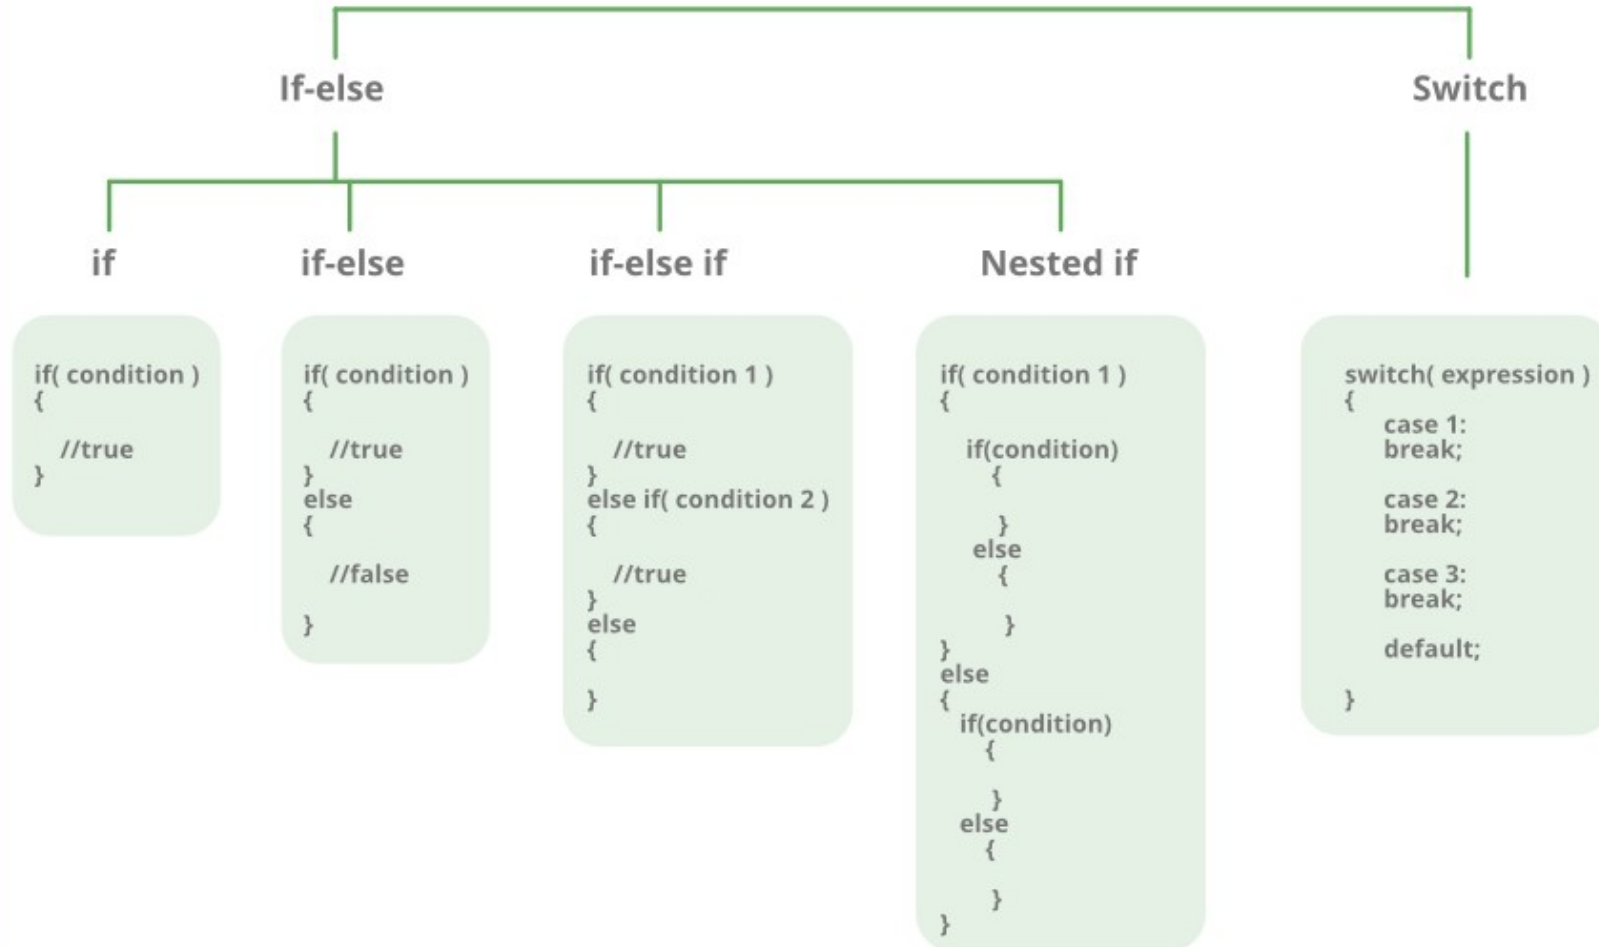 If-else
Switch
if
if-else
if-else if
Nested if
if( condition )
{
//true
}
if( condition )
{
//true
}
else
{
//false
}
if( condition 1 )
{
//true
}
else if( condition 2 )
{
//true
}
else
{
}
if( condition 1 )
{
if(condition)
{
}
else
{
}
}
else
{
if(condition)
{
}
else
{
}
}
switch( expression )
{
case 1:
break;
case 2:
break;
case 3:
break;
default;
}